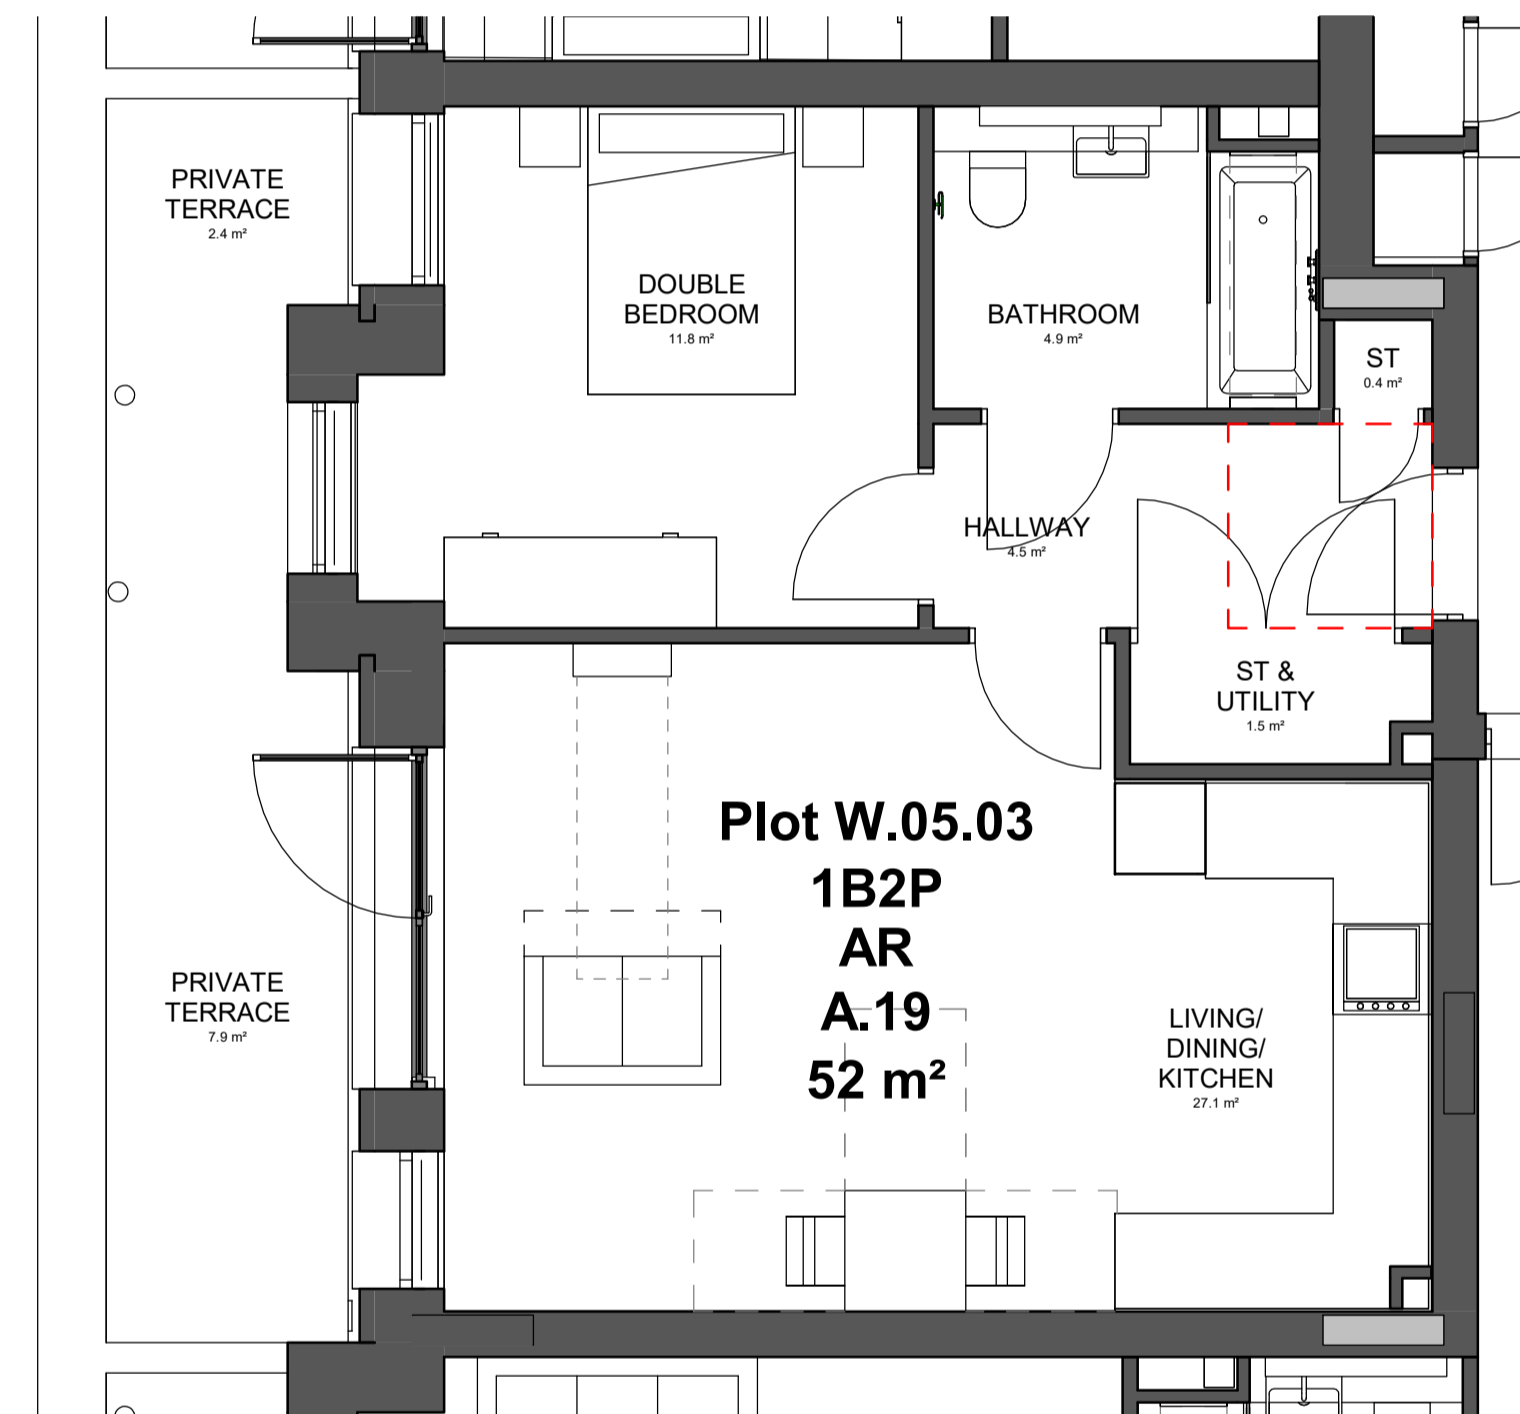 PRIVATE
TERRACE
2.4 m²
DOUBLE
BEDROOM
11.8 m²
BATHROOM
4.9 m²
ST
0.4 m²
HALLWAY
4.5 m²
ST &
UTILITY
1.5 m²
Plot W.05.03
1B2P
AR
A.19
52 m²
PRIVATE
TERRACE
7.9 m²
LIVING/
DINING/
KITCHEN
27.1 m²